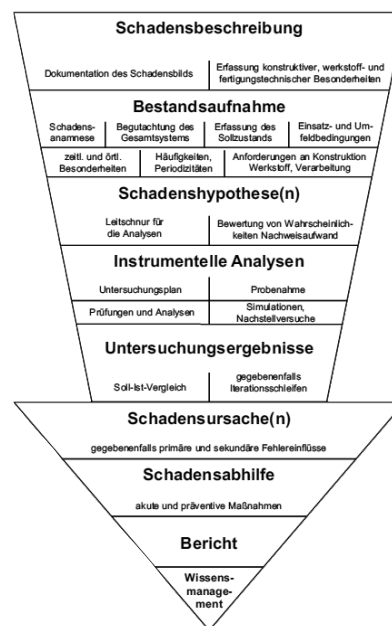 Schadensbeschreibung
Dokumentation des Schadensbilds
Erfassung konstruktiver, werkstoff- und
fertigungstechnischer Besonderheiten
Bestandsaufnahme
Schadens-
anamnese
Begutachtung des
Gesamtsystems
Erfassung des
Sollzustands
Einsatz- und Um-
feldbedingungen
zeitl. und örtl.
Besonderheiten
Häufigkeiten,
Periodizitäten
Anforderungen an Konstruktion
Werkstoff, Verarbeitung
Schadenshypothese(n)
Leitschnur für
die Analysen
Bewertung von Wahrscheinlich-
keiten Nachweisaufwand
Instrumentelle Analysen
Untersuchungsplan
Probenahme
Prüfungen und Analysen
Simulationen,
Nachstellversuche
Untersuchungsergebnisse
Soll-Ist-Vergleich
gegebenenfalls
Iterationsschleifen
Schadensursache(n)
gegebenenfalls primäre und sekundäre Fehlereinflüsse
Schadensabhilfe
akute und präventive Maßnahmen
Bericht
Wissens-
manage-
ment